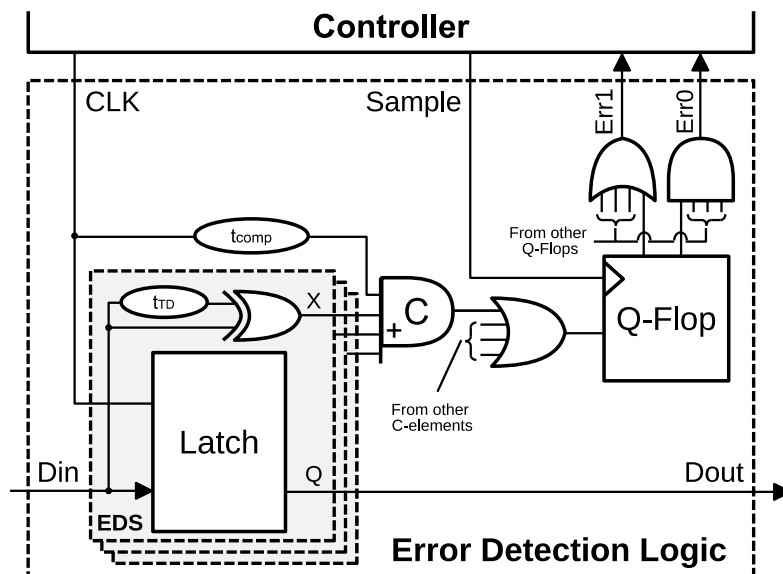 Controller
CLK
Sample
Err1
Err0
From other
Q-Flops
tcomp
tTD
X
C
+
Q-Flop
From other
C-elements
Latch
Din
Q
Dout
EDS
Error Detection Logic